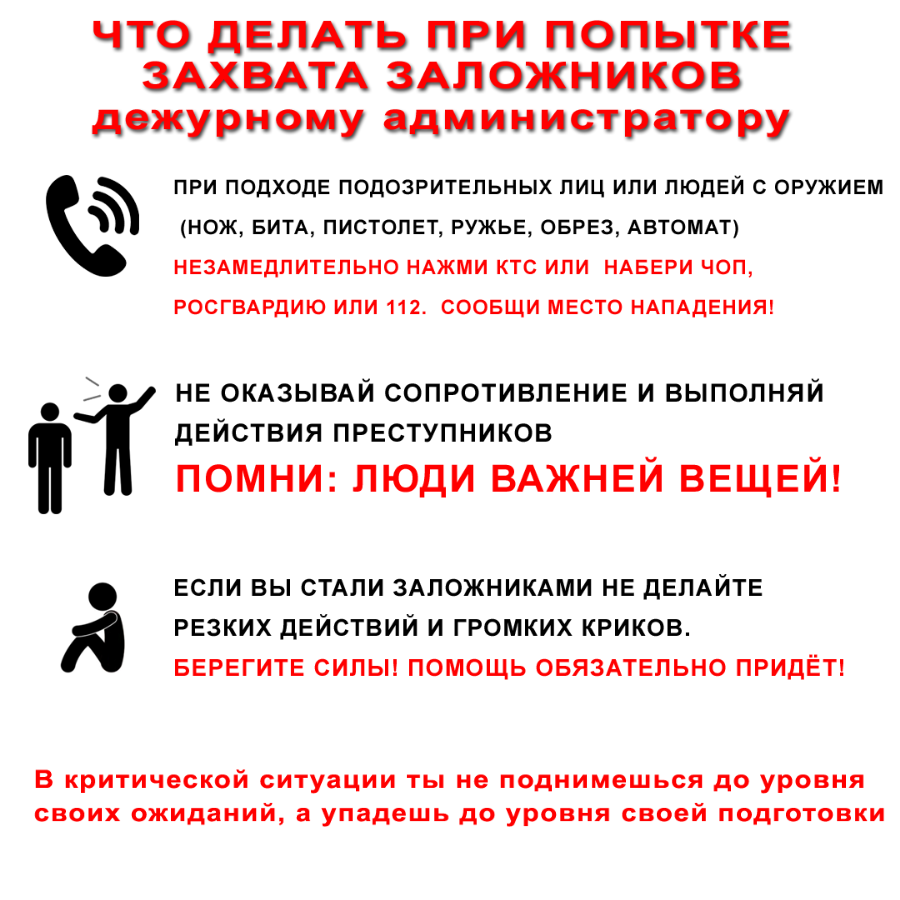 ЧТО ДЕЛАТЬ ПРИ ПОПЫТКЕ
ЗАХВАТА ЗАЛОЖНИКОВ
дежурному администратору
ПРИ ПОДХОДЕ ПОДОЗРИТЕЛЬНЫХ ЛИЦ ИЛИ ЛЮДЕЙ С ОРУЖИЕМ
(НОЖ, БИТА, ПИСТОЛЕТ, РУЖЬЕ, ОБРЕЗ, АВТОМАТ)
НЕЗАМЕДЛИТЕЛЬНО НАЖМИ КТС ИЛИ НАБЕРИ ЧОП,
РОСГВАРДИЮ ИЛИ 112. СООБЩИ МЕСТО НАПАДЕНИЯ!
НЕ ОКАЗЫВАЙ СОПРОТИВЛЕНИЕ И ВЫПОЛНЯЙ
ДЕЙСТВИЯ ПРЕСТУПНИКОВ
ПОМНИ: ЛЮДИ ВАЖНЕЙ ВЕЩЕЙ!
ЕСЛИ ВЫ СТАЛИ ЗАЛОЖНИКАМИ НЕ ДЕЛАЙТЕ
РЕЗКИХ ДЕЙСТВИЙ И ГРОМКИХ КРИКОВ.
БЕРЕГИТЕ СИЛЫ! ПОМОЩЬ ОБЯЗАТЕЛЬНО ПРИДЁТ!
В критической ситуации ты не поднимешься до уровня
своих ожиданий, а упадешь до уровня своей подготовки